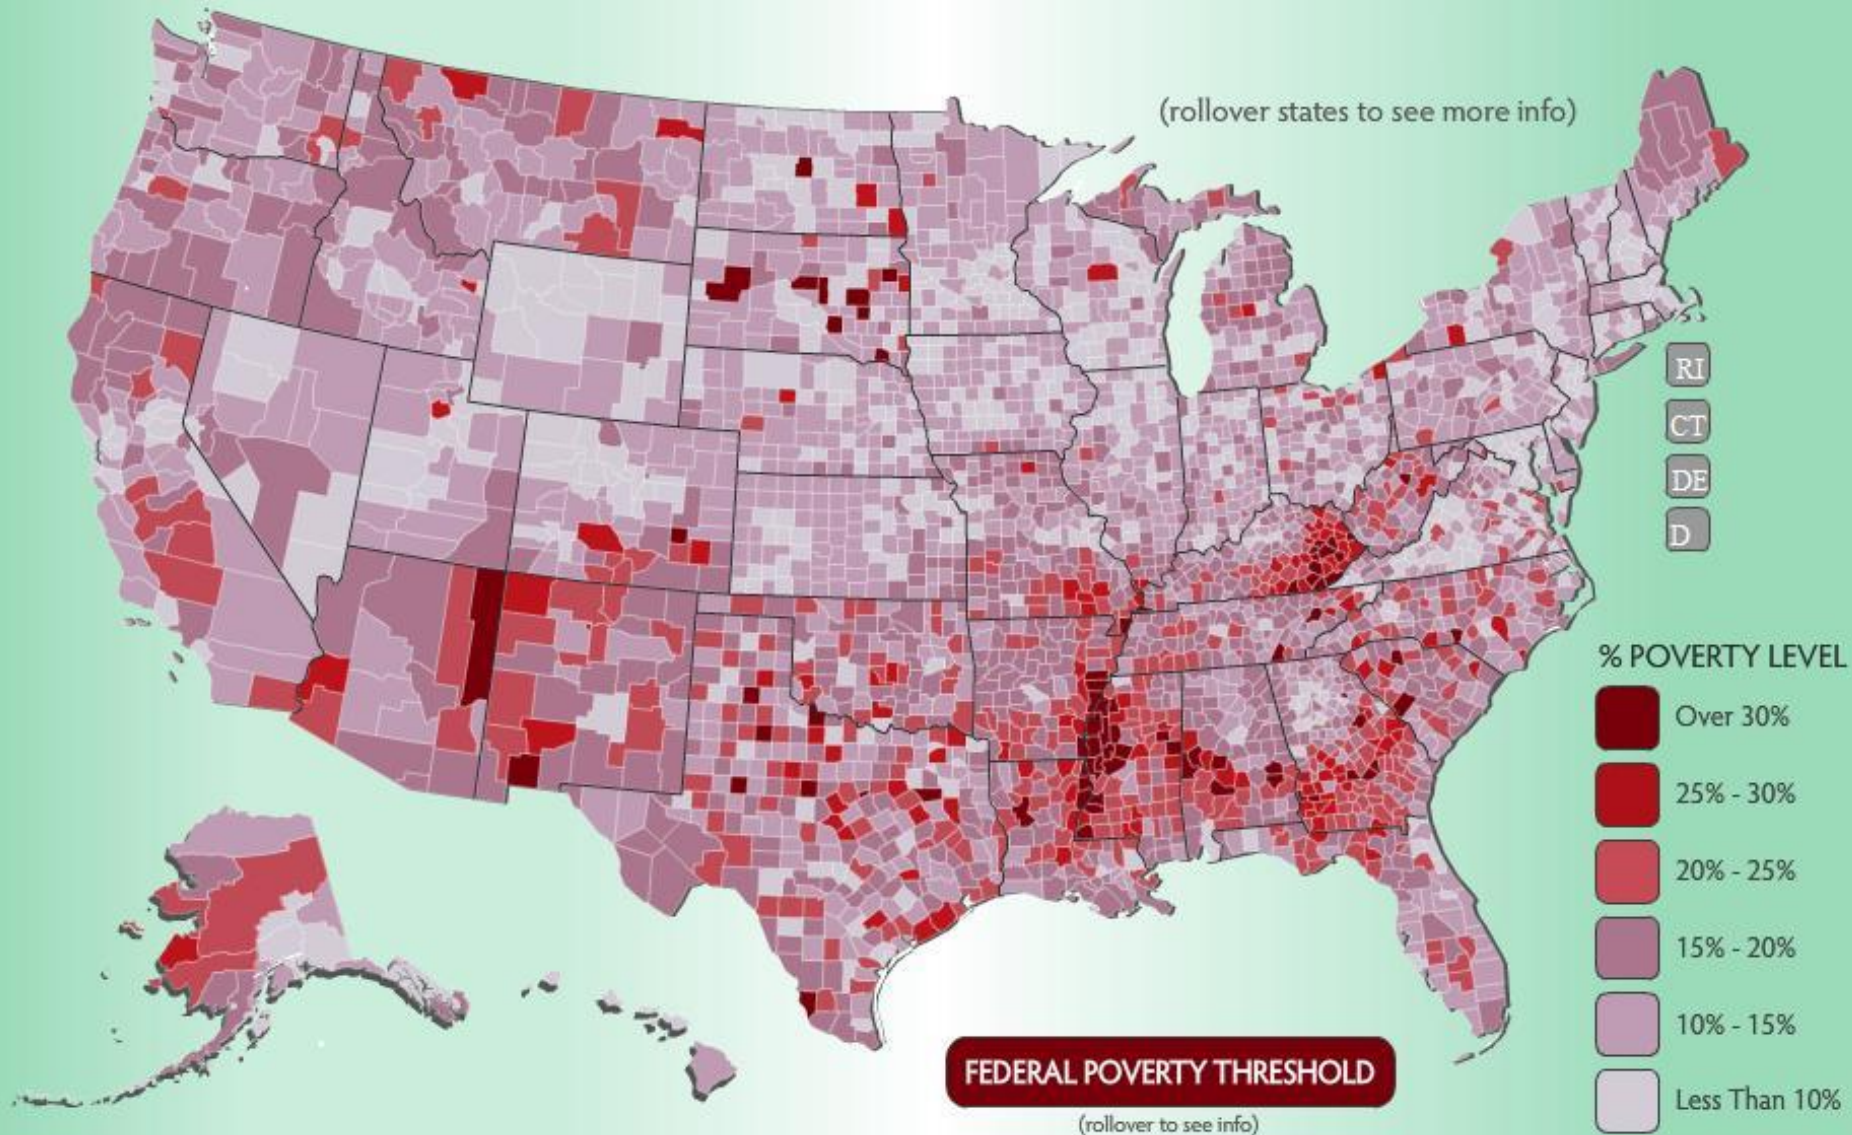 (rollover states to see more info)
RI
CT
DE
D
% POVERTY LEVEL
Over 30%
25% - 30%
20% - 25%
15% - 20%
10% - 15%
Less Than 10%
FEDERAL POVERTY THRESHOLD
(rollover to see info)